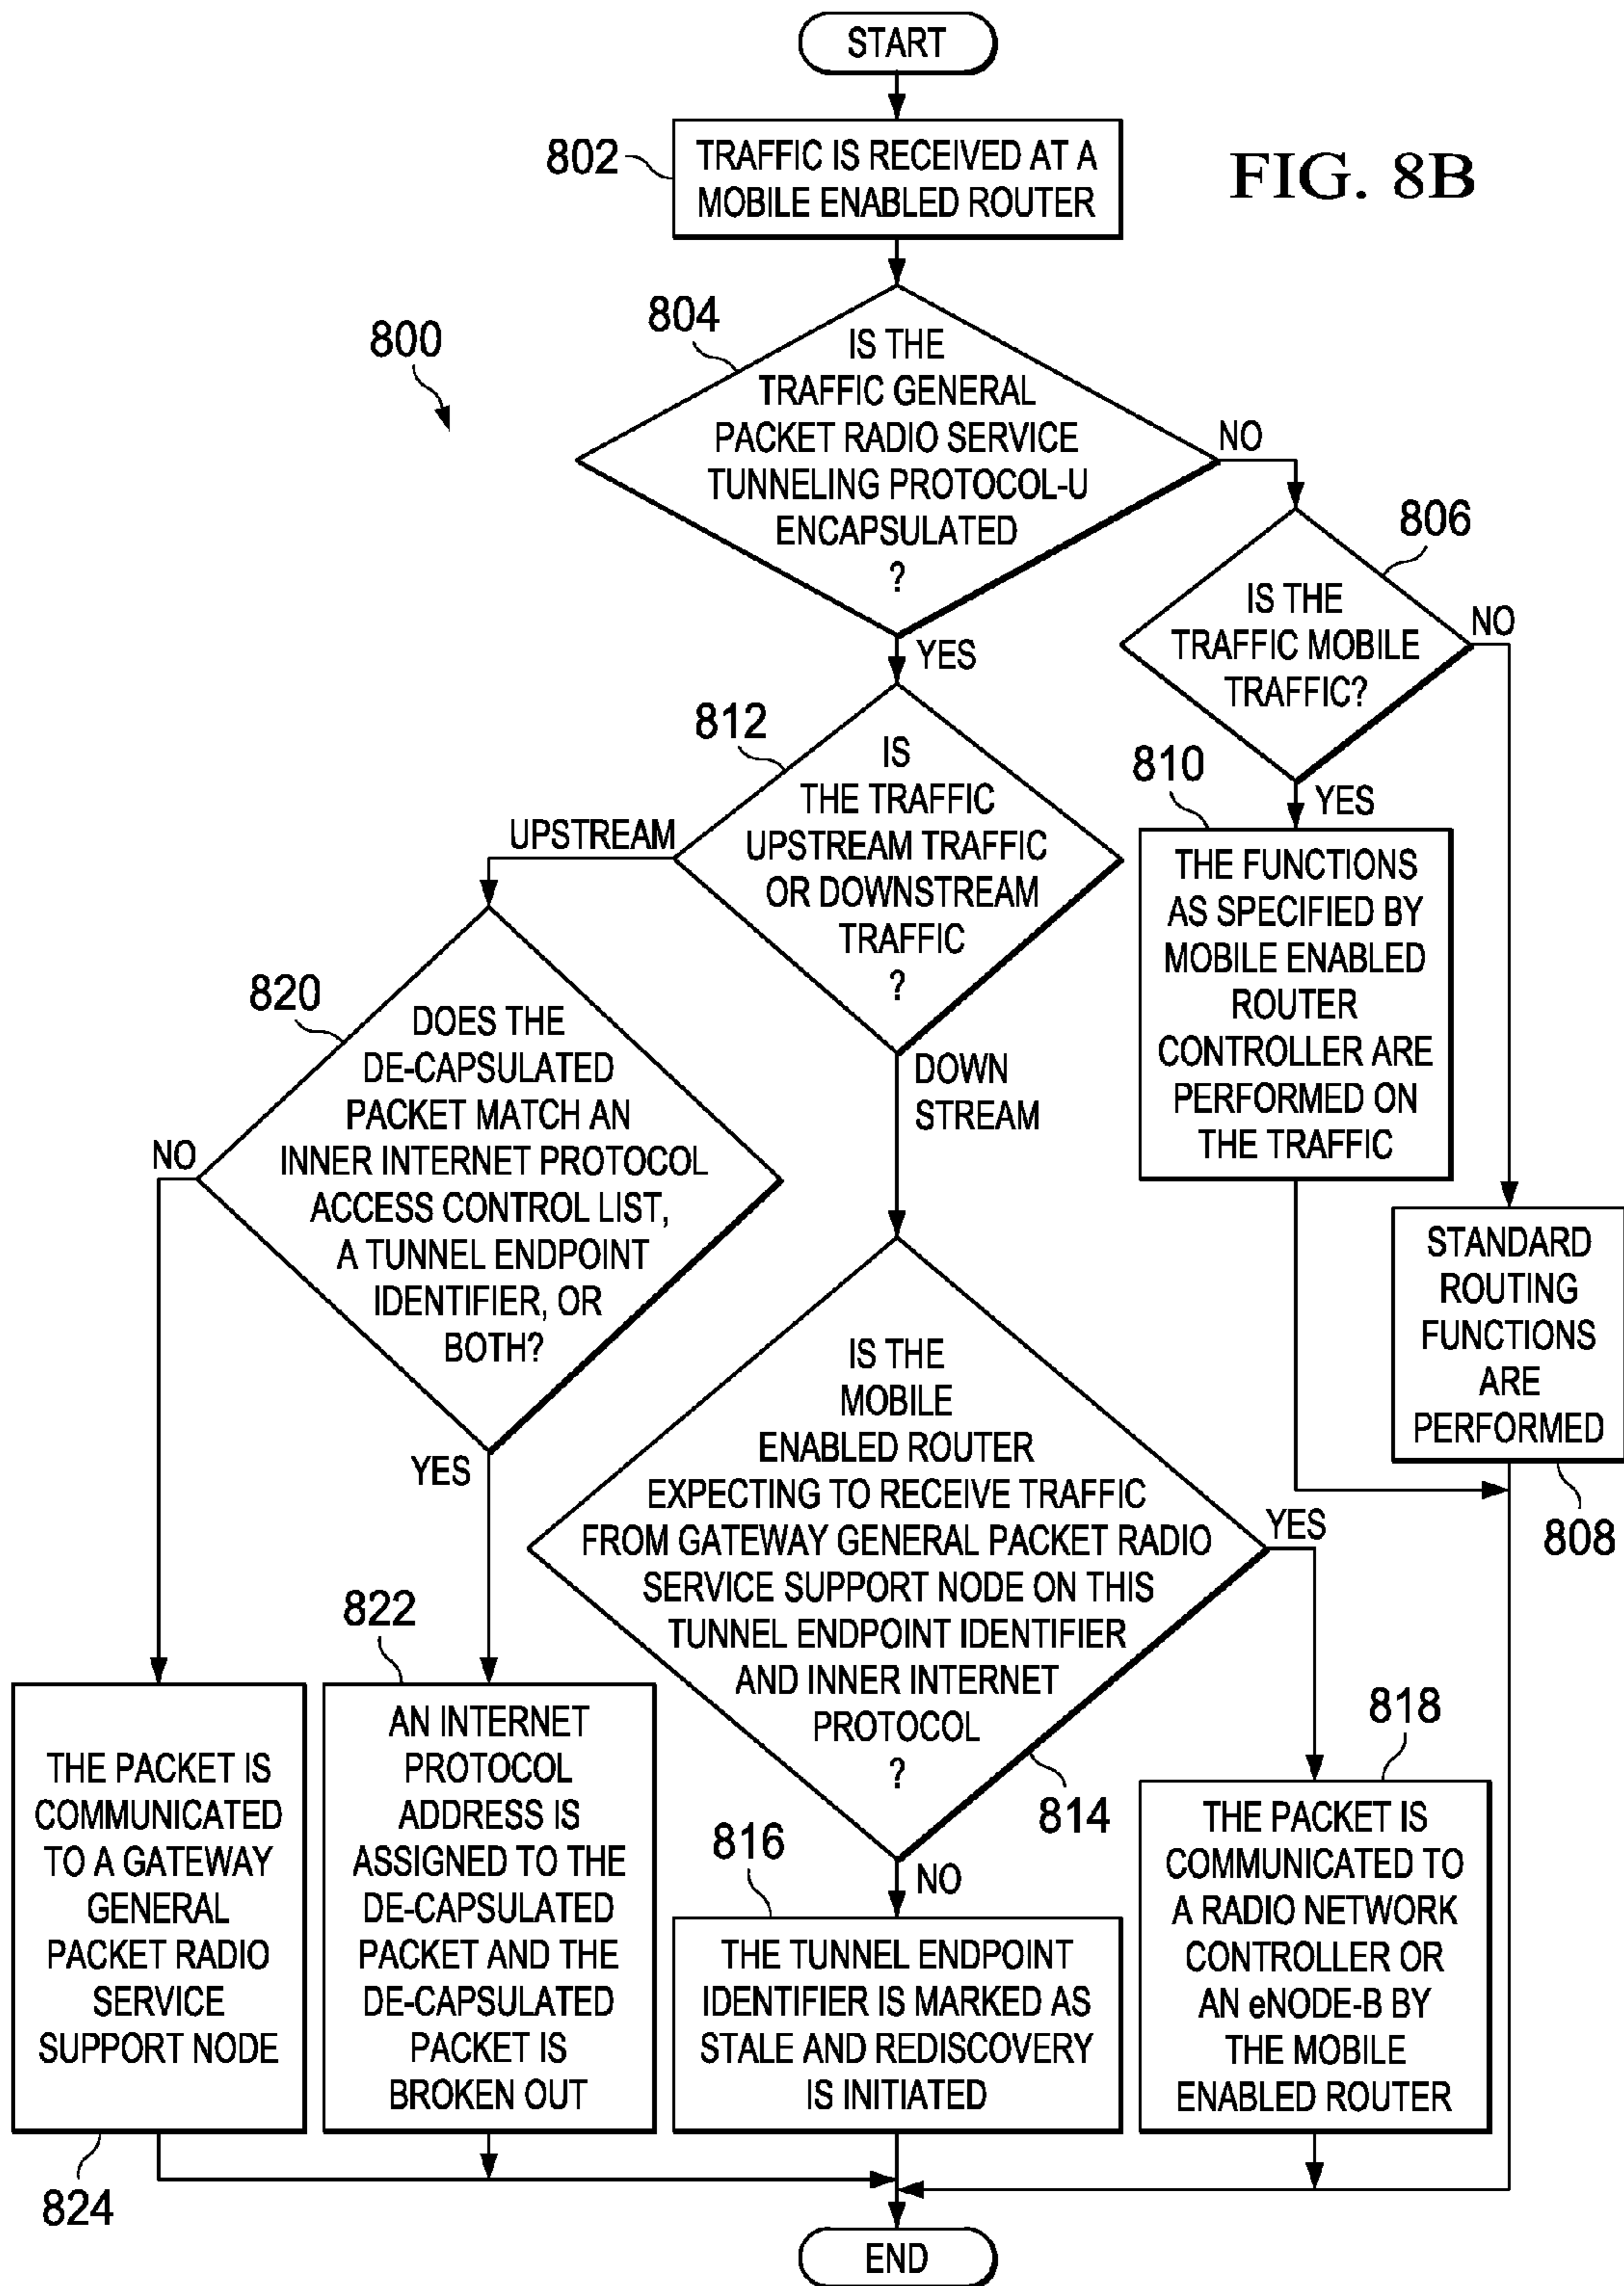 START
802
TRAFFIC IS RECEIVED AT A
MOBILE ENABLED ROUTER
FIG. 8B
800
804
IS THE
TRAFFIC GENERAL
PACKET RADIO SERVICE
TUNNELING PROTOCOL-U
ENCAPSULATED
?
NO
YES
806
IS THE
TRAFFIC MOBILE
TRAFFIC?
NO
YES
812
IS
THE TRAFFIC
UPSTREAM TRAFFIC
OR DOWNSTREAM
TRAFFIC
?
UPSTREAM
DOWN
STREAM
810
THE FUNCTIONS
AS SPECIFIED BY
MOBILE ENABLED
ROUTER
CONTROLLER ARE
PERFORMED ON
THE TRAFFIC
STANDARD
ROUTING
FUNCTIONS
ARE
PERFORMED
808
820
DOES THE
DE-CAPSULATED
PACKET MATCH AN
INNER INTERNET PROTOCOL
ACCESS CONTROL LIST,
A TUNNEL ENDPOINT
IDENTIFIER, OR
BOTH?
NO
YES
IS THE
MOBILE
ENABLED ROUTER
EXPECTING TO RECEIVE TRAFFIC
FROM GATEWAY GENERAL PACKET RADIO
SERVICE SUPPORT NODE ON THIS
TUNNEL ENDPOINT IDENTIFIER
AND INNER INTERNET
PROTOCOL
?
YES
814
NO
THE PACKET IS
COMMUNICATED
TO A GATEWAY
GENERAL
PACKET RADIO
SERVICE
SUPPORT NODE
824
822
AN INTERNET
PROTOCOL
ADDRESS IS
ASSIGNED TO THE
DE-CAPSULATED
PACKET AND THE
DE-CAPSULATED
PACKET IS
BROKEN OUT
816
THE TUNNEL ENDPOINT
IDENTIFIER IS MARKED AS
STALE AND REDISCOVERY
IS INITIATED
818
THE PACKET IS
COMMUNICATED TO
A RADIO NETWORK
CONTROLLER OR
AN eNODE-B BY
THE MOBILE
ENABLED ROUTER
END